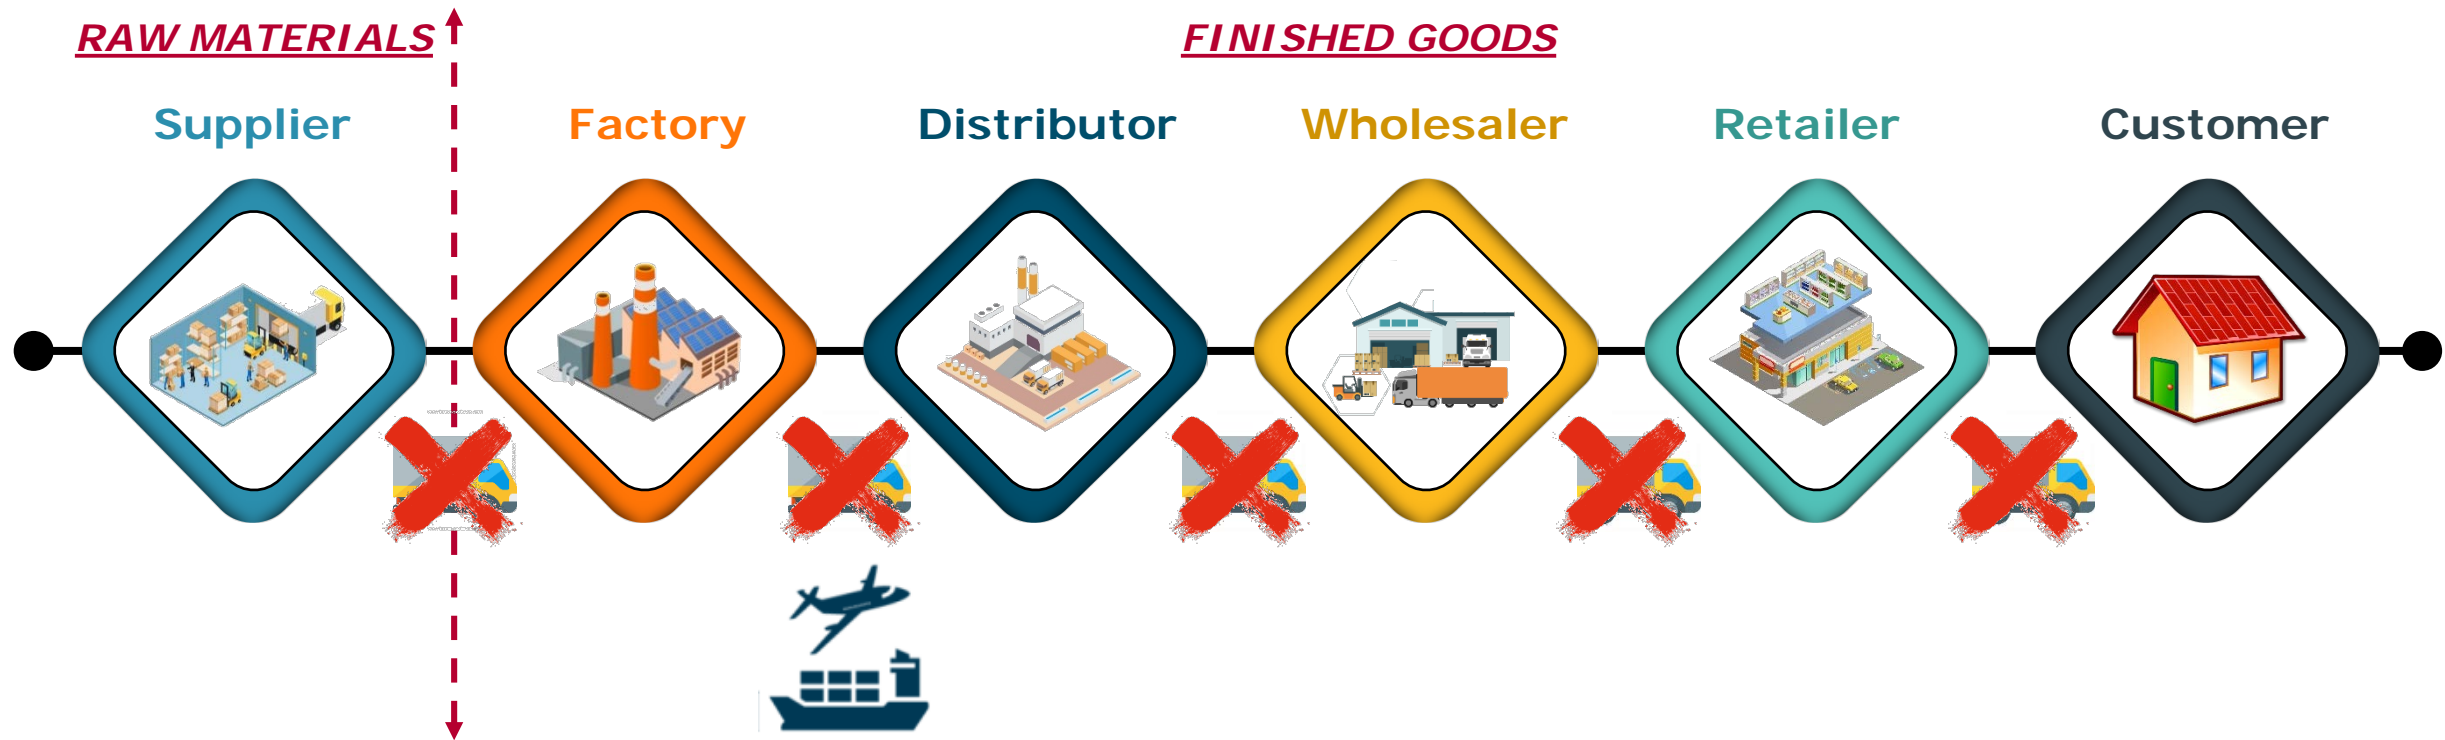 RAW MATERIALS
FINISHED GOODS
Supplier
Factory
Distributor
Wholesaler
Retailer
Customer